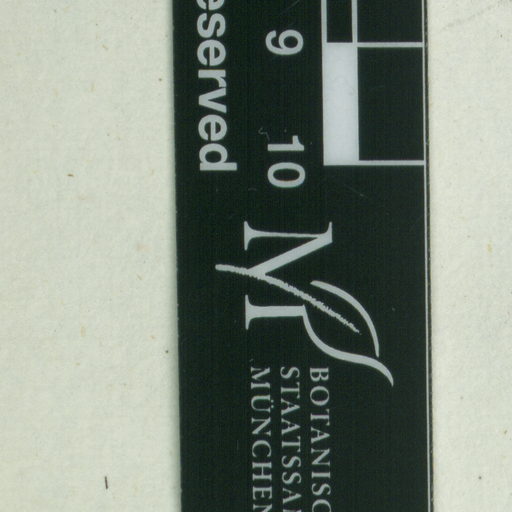 eserved
9 10
M
BOTANISC
STAATSSA
MÜNCHEN